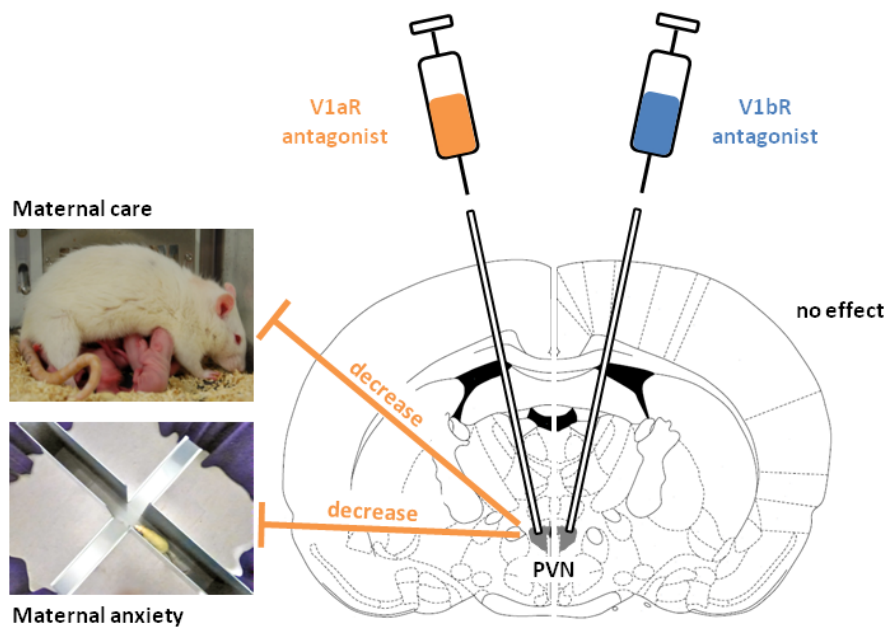 V1aR
antagonist
V1bR
antagonist
Maternal care
no effect
decrease
decrease
PVN
Maternal anxiety